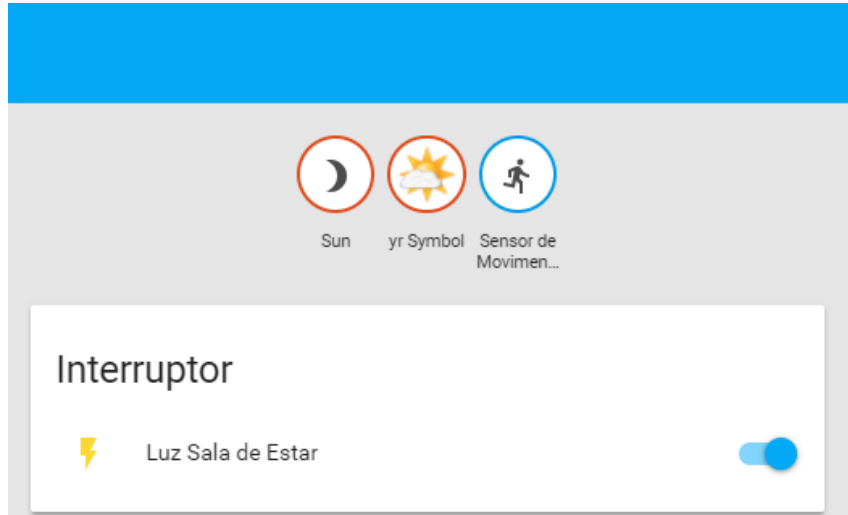 Sun
yr Symbol
Sensor de
Movimen...
Interruptor
Luz Sala de Estar